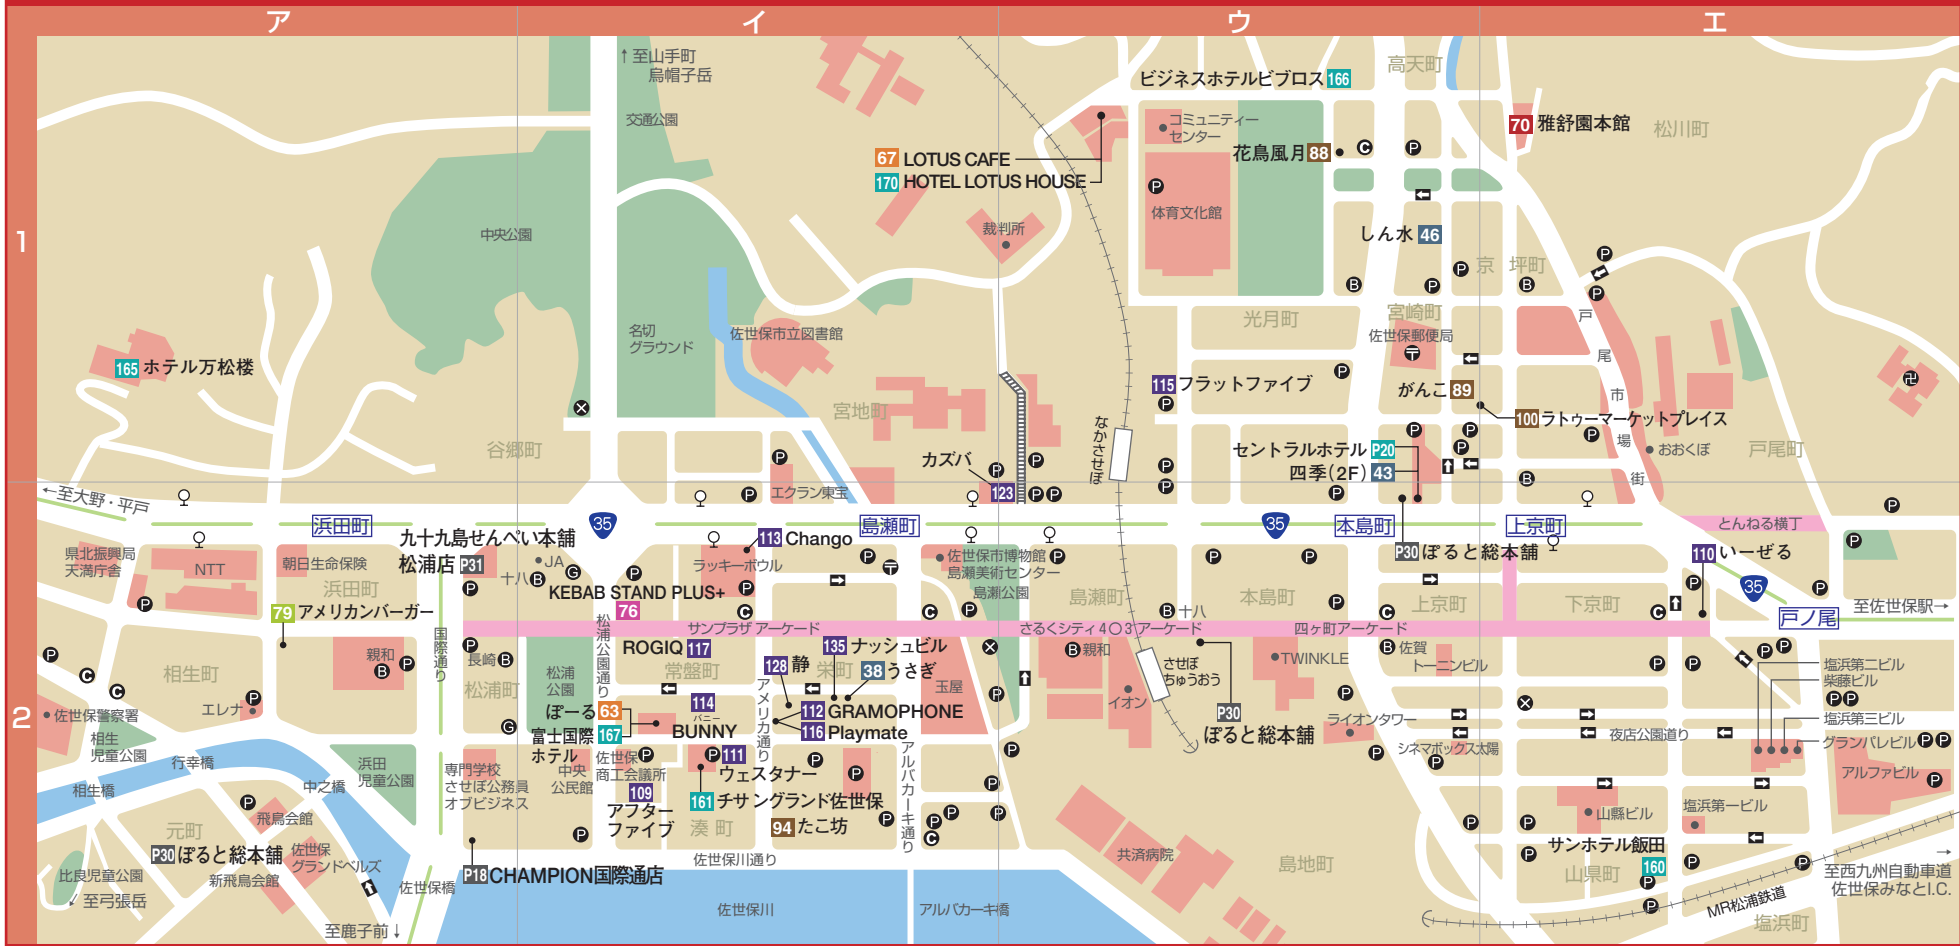 ア
イ
ウ
エ
1
2
↑至山手町
烏帽子岳
交通公園
中央公園
名切
グラウンド
佐世保市立図書館
165 ホテル万松楼
谷郷町
宮地町
カズバ
123
エクラン東宝
裁判所
67 LOTUS CAFE
170 HOTEL LOTUS HOUSE
ビジネスホテルビブロス 166
コミュニティー
センター
花鳥風月 88
体育文化館
高天町
70 雅舒園本館
松川町
しん水 46
京坪町
光月町
宮崎町
佐世保郵便局
戸尾市場街
115 フラットファイブ
がんこ 89
100 ラトゥーマーケットプレイス
なかさせぼ
セントラルホテル P20
四季(2F) 43
おおくぼ
戸尾町
←至大野・平戸
浜田町
35
島瀬町
35
本島町
上京町
とんねる横丁
県北振興局
天満庁舎
NTT
朝日生命保険
浜田町
九十九島せんぺい本舗
松浦店 P31
JA
十八
113 Chango
ラッキーボウル
KEBAB STAND PLUS+
76
佐世保市博物館
島瀬美術センター
島瀬公園
島瀬町
十八
本島町
P30 ぽると総本舗
上京町
下京町
110 いーぜる
35
至佐世保駅→
戸ノ尾
79 アメリカンバーガー
国際通り
松浦公園通り
サンプラザ アーケード
さるくシティ4〇3アーケード
四ヶ町アーケード
相生町
親和
長崎
松浦町
松浦
公園
ROGIQ 117
常盤町
135 ナッシュビル
128 静
栄町
38 うさぎ
玉屋
親和
イオン
させぼ
ちゅうおう
TWINKLE
佐賀
トーニンビル
塩浜第二ビル
柴藤ビル
塩浜第三ビル
グランパレビル
アルファビル
エレナ
佐世保警察署
相生
児童公園
ぽーる 63
富士国際 167
ホテル
114
バニー
BUNNY
アメリカ通り
112 GRAMOPHONE
116 Playmate
P30
ぽると総本舗
ライオンタワー
シネマボックス太陽
夜店公園通り
行幸橋
相生橋
中之橋
浜田
児童公園
専門学校
させぼ公務員
オブビジネス
中央
公民館
佐世保
商工会議所
111
ウェスタナー
109
アフター
ファイブ
161 チサングランド佐世保
湊町
94 たこ坊
アルバカーキ通り
元町
飛鳥会館
P30 ぽると総本舗
佐世保
グランドベルズ
新飛鳥会館
比良児童公園
↙至弓張岳
至鹿子前↓
佐世保橋
P18 CHAMPION国際通店
佐世保川通り
佐世保川
アルバカーキ橋
共済病院
島地町
山縣ビル
塩浜第一ビル
サンホテル飯田
160
山県町
MR松浦鉄道
→
至西九州自動車道
佐世保みなとI.C.
塩浜町